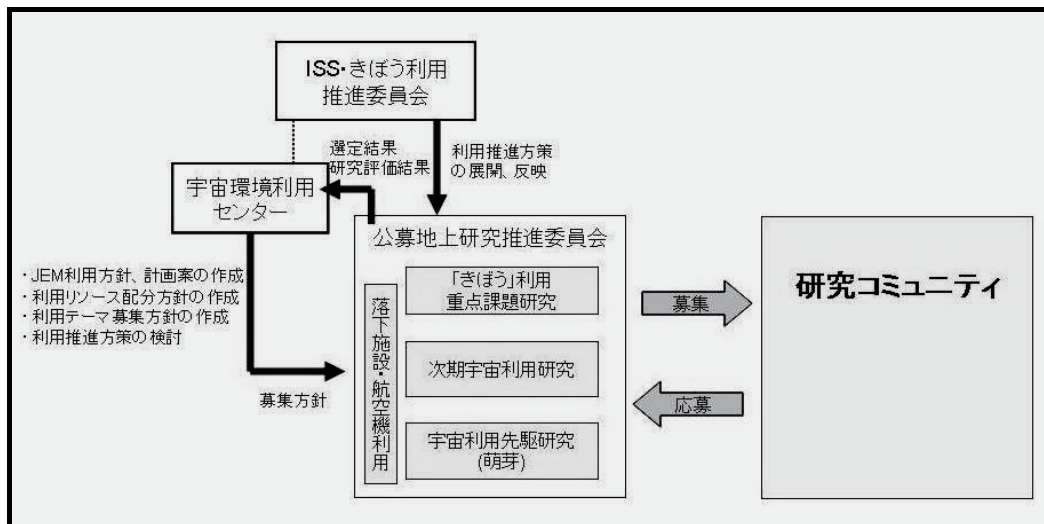 ISS・きぼう利用
推進委員会
選定結果
研究評価結果
利用推進方策
の展開、反映
宇宙環境利用
センター
・JEM利用方針、計画案の作成
・利用リソース配分方針の作成
・利用テーマ募集方針の作成
・利用推進方策の検討
募集方針
公募地上研究推進委員会
落下施設・航空機利用
「きぼう」利用
重点課題研究
次期宇宙利用研究
宇宙利用先駆研究
(萌芽)
募集
応募
研究コミュニティ